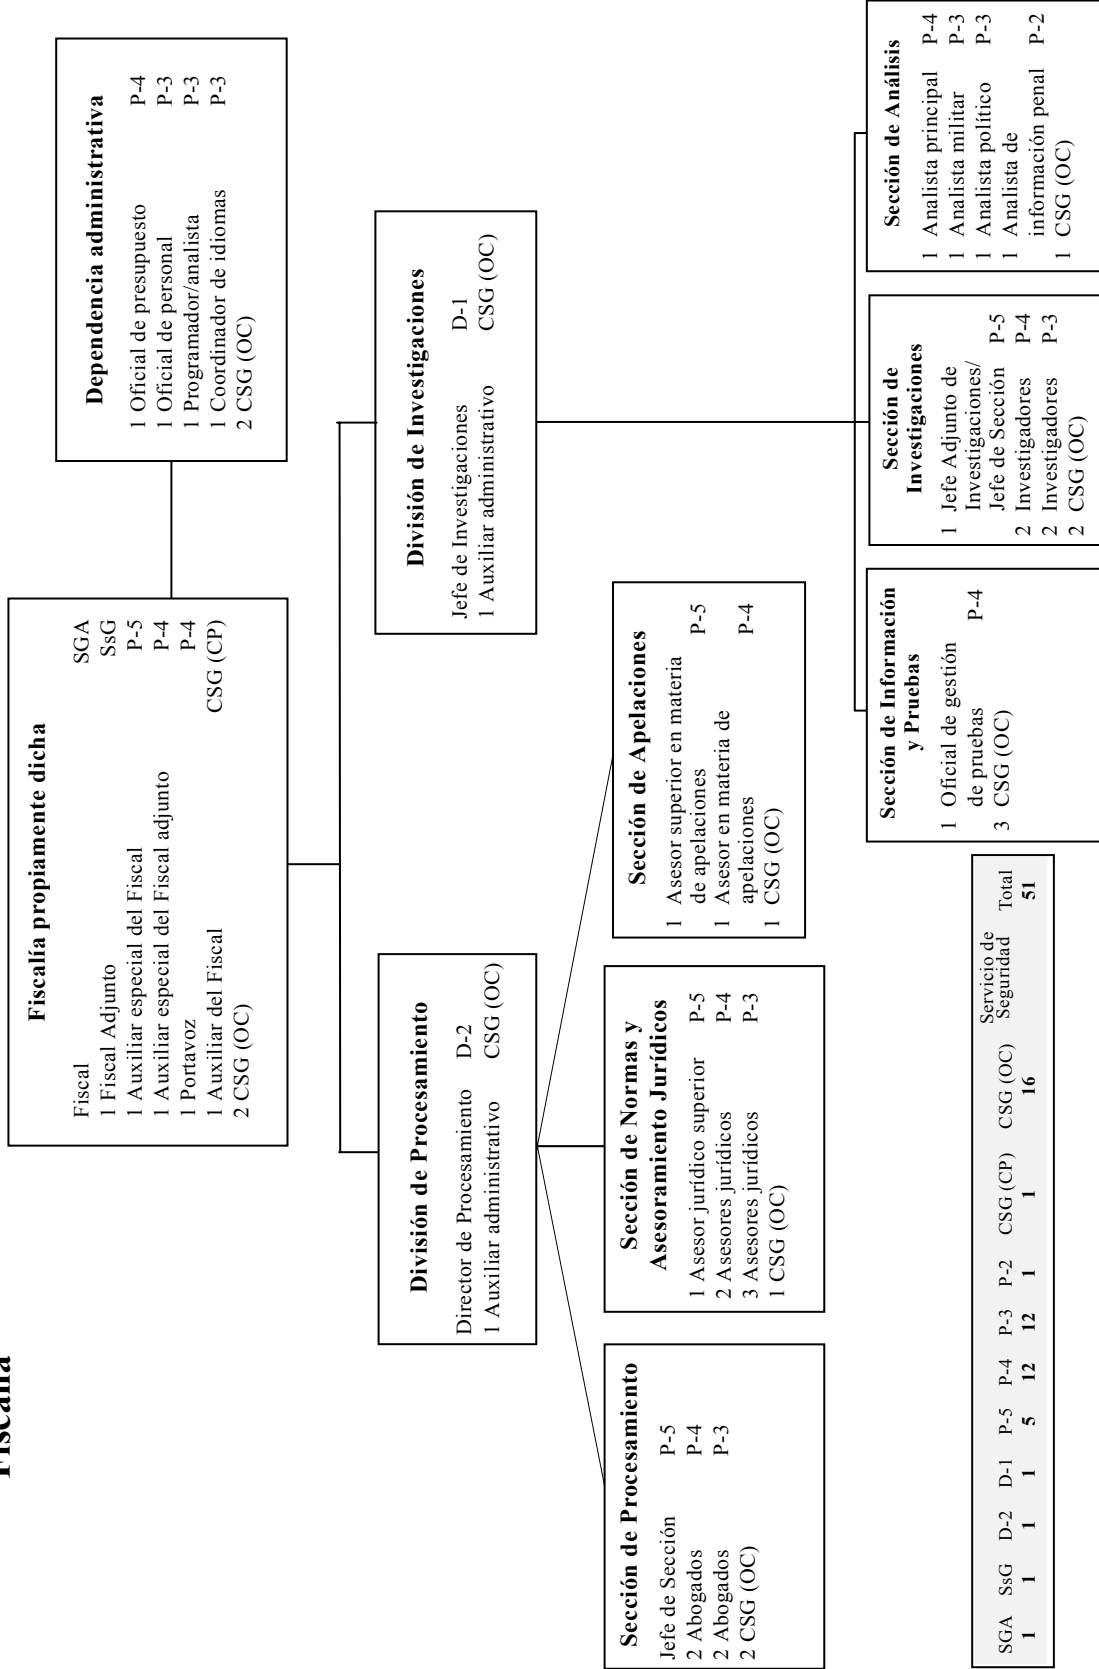 Fiscalía
Fiscalía propiamente dicha
Fiscal SGA
1 Fiscal Adjunto SsG
1 Auxiliar especial del Fiscal P-5
1 Auxiliar especial del Fiscal adjunto P-4
1 Portavoz P-4
1 Auxiliar del Fiscal CSG (CP)
2 CSG (OC)
Dependencia administrativa
1 Oficial de presupuesto P-4
1 Oficial de personal P-3
1 Programador/analista P-3
1 Coordinador de idiomas P-3
2 CSG (OC)
División de Procesamiento
Director de Procesamiento D-2
1 Auxiliar administrativo CSG (OC)
División de Investigaciones
Jefe de Investigaciones D-1
1 Auxiliar administrativo CSG (OC)
Sección de Procesamiento
Jefe de Sección P-5
2 Abogados P-4
2 Abogados P-3
2 CSG (OC)
Sección de Normas y
Asesoramiento Jurídicos
1 Asesor jurídico superior P-5
2 Asesores jurídicos P-4
3 Asesores jurídicos P-3
1 CSG (OC)
Sección de Apelaciones
1 Asesor superior en materia
de apelaciones P-5
1 Asesor en materia de
apelaciones P-4
1 CSG (OC)
Sección de Información
y Pruebas
1 Oficial de gestión
de pruebas P-4
3 CSG (OC)
Sección de
Investigaciones
1 Jefe Adjunto de
Investigaciones/
Jefe de Sección P-5
2 Investigadores P-4
2 Investigadores P-3
2 CSG (OC)
Sección de Análisis
1 Analista principal P-4
1 Analista militar P-3
1 Analista político P-3
1 Analista de
información penal P-2
1 CSG (OC)
SGA SsG D-2 D-1 P-5 P-4 P-3 P-2 CSG (CP) CSG (OC) Servicio de
Seguridad Total
1 1 1 1 5 12 12 1 1 16 51